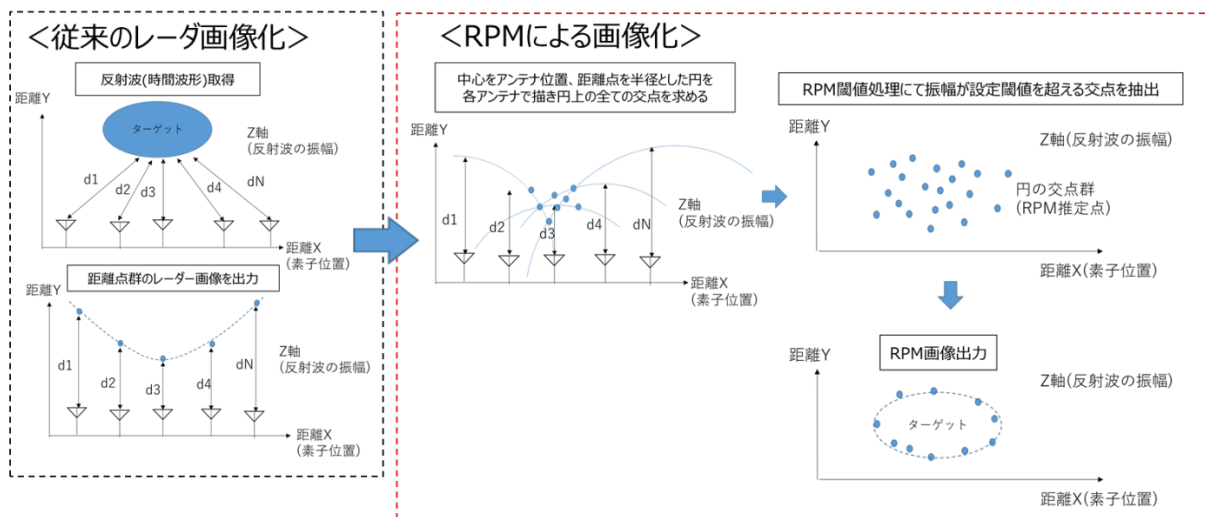 ＜従来のレーダ画像化＞
反射波(時間波形)取得
距離Y
ターゲット
Z軸
(反射波の振幅)
d1
d2
d3
d4
dN
距離X
(素子位置)
距離点群のレーダー画像を出力
距離Y
Z軸
(反射波の振幅)
d1
d2
d3
d4
dN
距離X
(素子位置)
＜RPMによる画像化＞
中心をアンテナ位置、距離点を半径とした円を
各アンテナで描き円上の全ての交点を求める
距離Y
Z軸
(反射波の振幅)
d1
d2
d3
d4
dN
距離X
(素子位置)
RPM閾値処理にて振幅が設定閾値を超える交点を抽出
距離Y
Z軸(反射波の振幅)
円の交点群
(RPM推定点)
距離X(素子位置)
RPM画像出力
距離Y
Z軸(反射波の振幅)
ターゲット
距離X(素子位置)